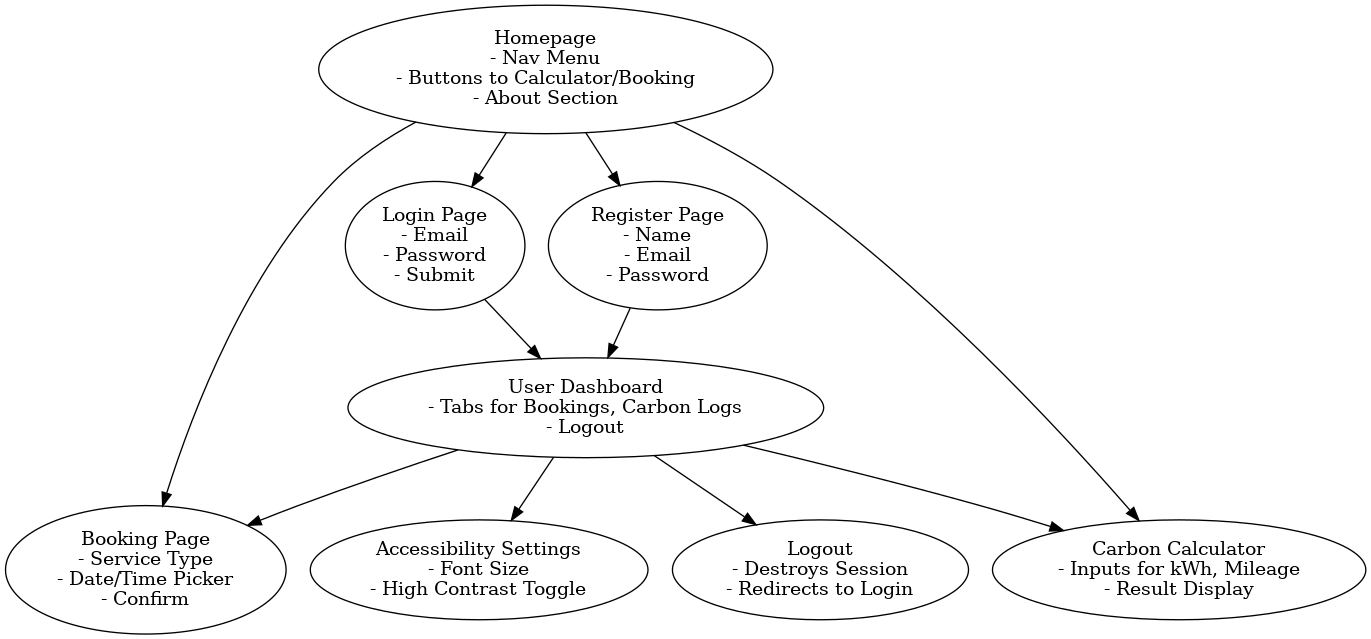 Homepage
- Nav Menu
- Buttons to Calculator/Booking
- About Section
Login Page
- Email
- Password
- Submit
Register Page
- Name
- Email
- Password
User Dashboard
- Tabs for Bookings, Carbon Logs
- Logout
Booking Page
- Service Type
- Date/Time Picker
- Confirm
Accessibility Settings
- Font Size
- High Contrast Toggle
Logout
- Destroys Session
- Redirects to Login
Carbon Calculator
- Inputs for kWh, Mileage
- Result Display